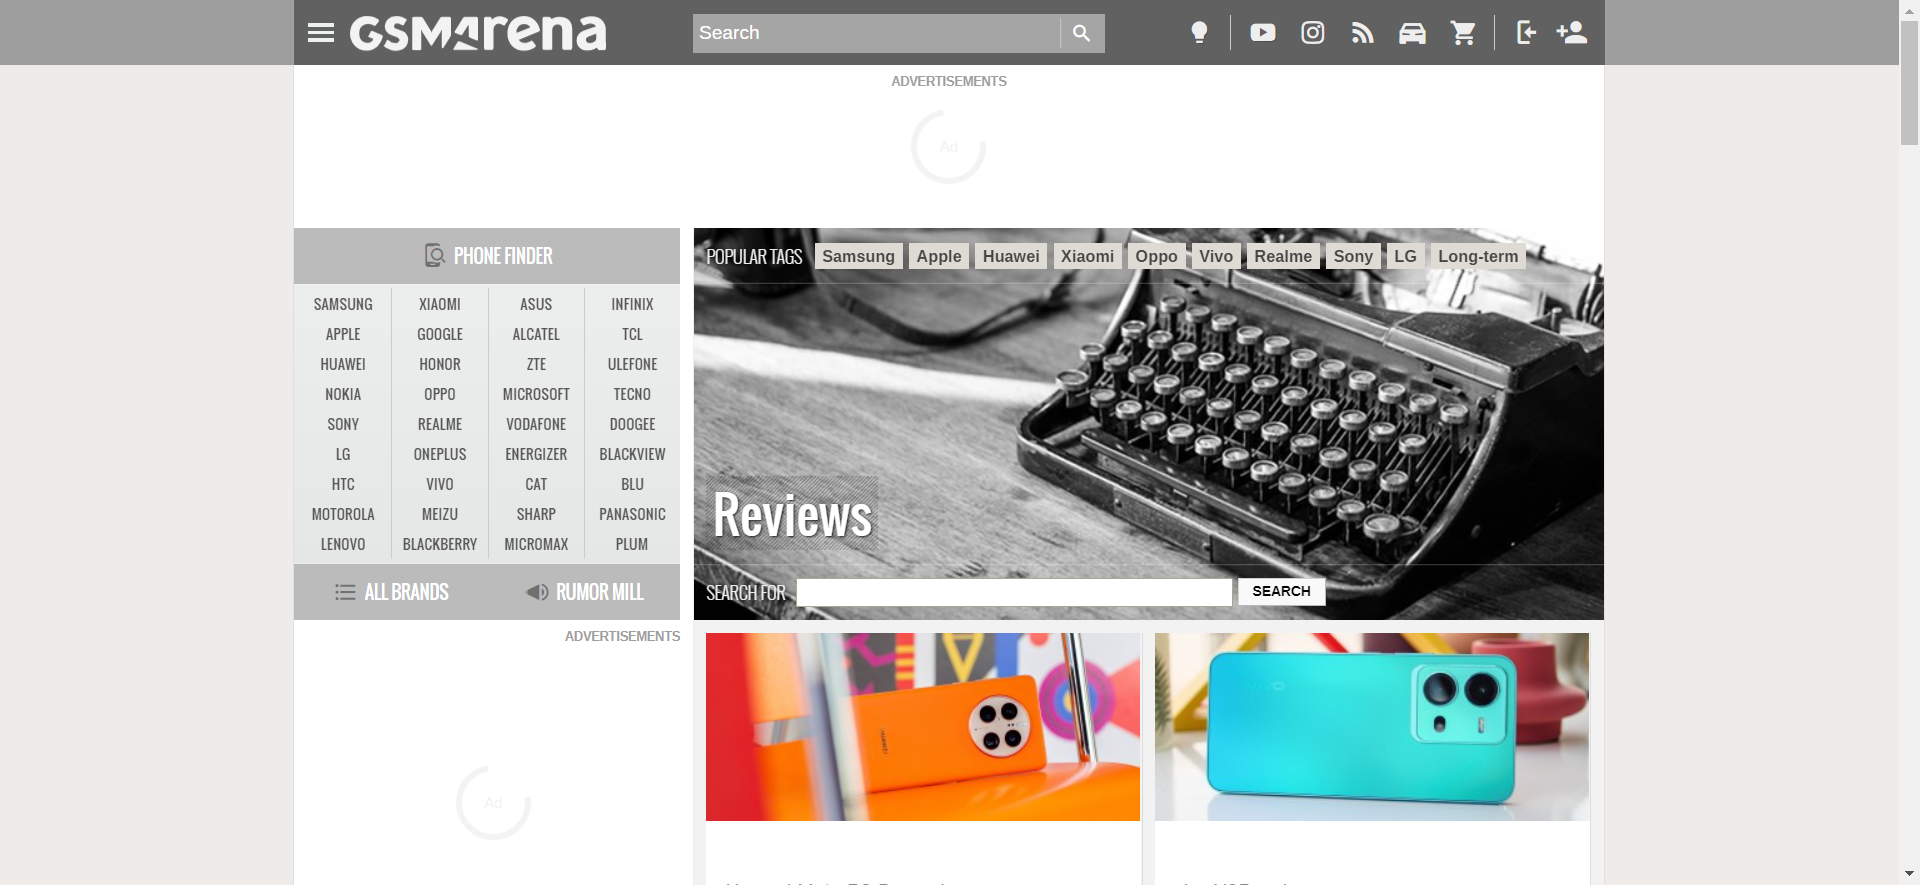 GSMArena
Search
ADVERTISEMENTS
Ad
PHONE FINDER
SAMSUNG XIAOMI ASUS INFINIX
APPLE GOOGLE ALCATEL TCL
HUAWEI HONOR ZTE ULEFONE
NOKIA OPPO MICROSOFT TECNO
SONY REALME VODAFONE DOOGEE
LG ONEPLUS ENERGIZER BLACKVIEW
HTC VIVO CAT BLU
MOTOROLA MEIZU SHARP PANASONIC
LENOVO BLACKBERRY MICROMAX PLUM
ALL BRANDS RUMOR MILL
ADVERTISEMENTS
Ad
POPULAR TAGS Samsung Apple Huawei Xiaomi Oppo Vivo Realme Sony LG Long-term
Reviews
SEARCH FOR SEARCH
HUAWEI
vivo